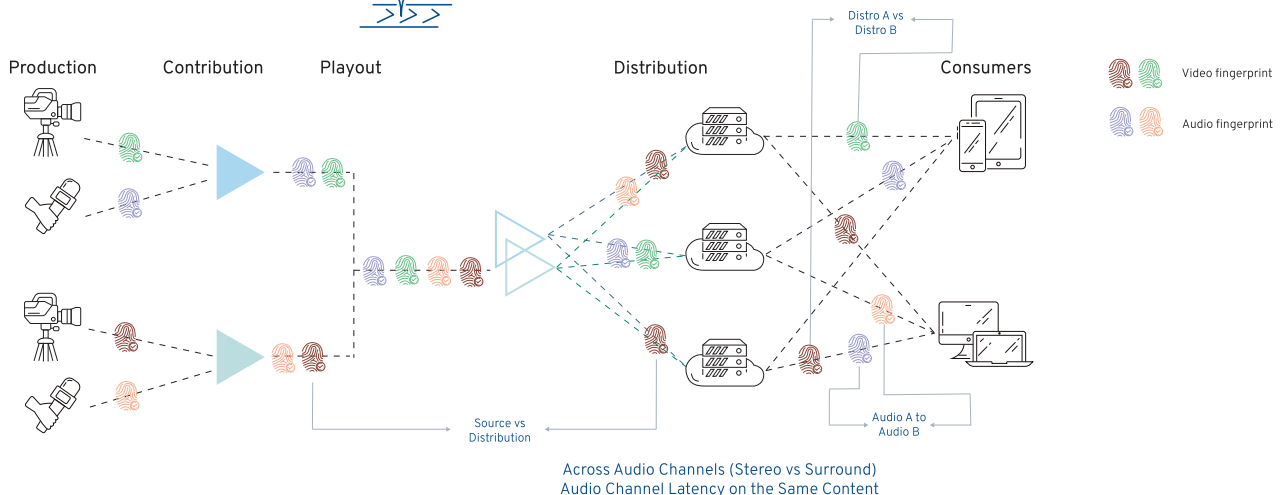 Distro A vs
Distro B
Production
Contribution
Playout
Distribution
Consumers
Video fingerprint
Audio fingerprint
Source vs
Distribution
Audio A to
Audio B
Across Audio Channels (Stereo vs Surround)
Audio Channel Latency on the Same Content